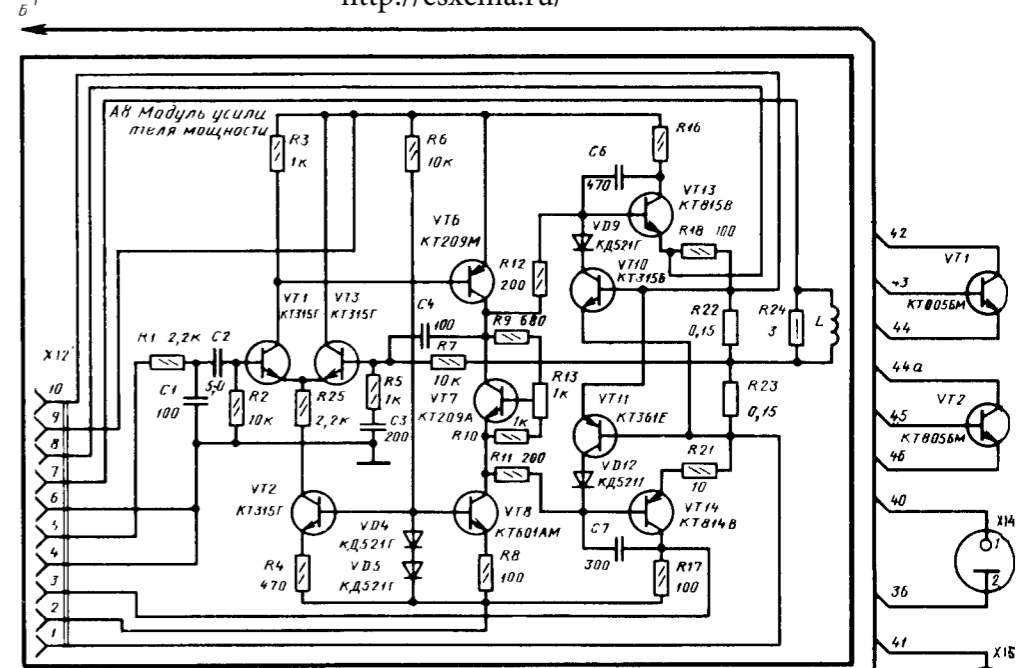 http://esxema.ru/
Б
А8 Модуль усили
теля мощности
R3
1к
R6
10к
R16
C6
470
VT13
КТ815В
VT6
КТ209М
VD9
КД521Г
R18 100
R12
200
VT10
КТ315Б
VT1
КТ315Г
VT3
КТ315Г
C4
100
R9 680
R22
0,15
R24
3
L
R1 2,2к C2
R7
10к
R13
1к
X12
C1
100
R2
10к
R25
2,2к
R5
1к
C3
200
VT7
КТ209А
1к
R10
VT11
КТ361Е
R23
0,15
R11 200
VD12
R21
10
VT2
КТ315Г
VD4
КД521Г
VT8
КТ601АМ
VT14
КТ814В
C7
300
VD5
КД521Г
R4
470
R8
100
R17
100
10
9
8
7
6
5
4
3
2
1
42
VT1
43
КТ805БМ
44
44а
VT2
45
КТ805БМ
46
40
X14
1
2
36
41
X15